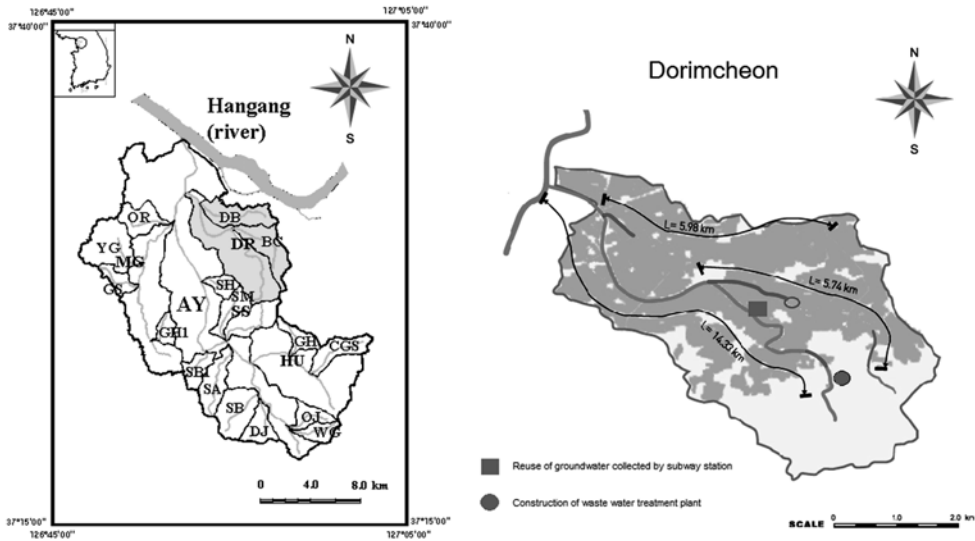 126°45'00"
127°05'00"
37°40'00"
37°40'00"
N
S
Hangang
(river)
OR
DB
YG
MG
DR
BC
GS
SH
SM
AY
SS
GH1
GH
CGS
HU
SB1
SA
SB
OJ
DJ
WG
0 4.0 8.0 km
37°15'00"
37°15'00"
126°45'00"
127°05'00"
Dorimcheon
N
S
L= 5.98 km
L= 5.74 km
L= 14.33 km
Reuse of groundwater collected by subway station
Construction of waste water treatment plant
SCALE 0 1.0 2.0 km